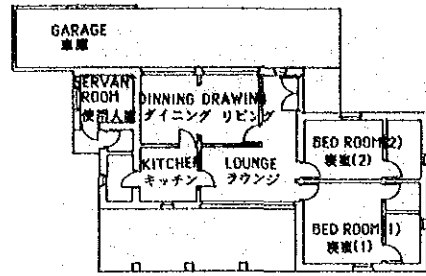 GARAGE
車庫
ERVAN
ROOM
使用人室
DINNING DRAWING
ダイニング リビング
KITCHEN
キッチン
LOUNGE
ラウンジ
BED ROOM(2)
寝室(2)
BED ROOM(1)
寝室(1)